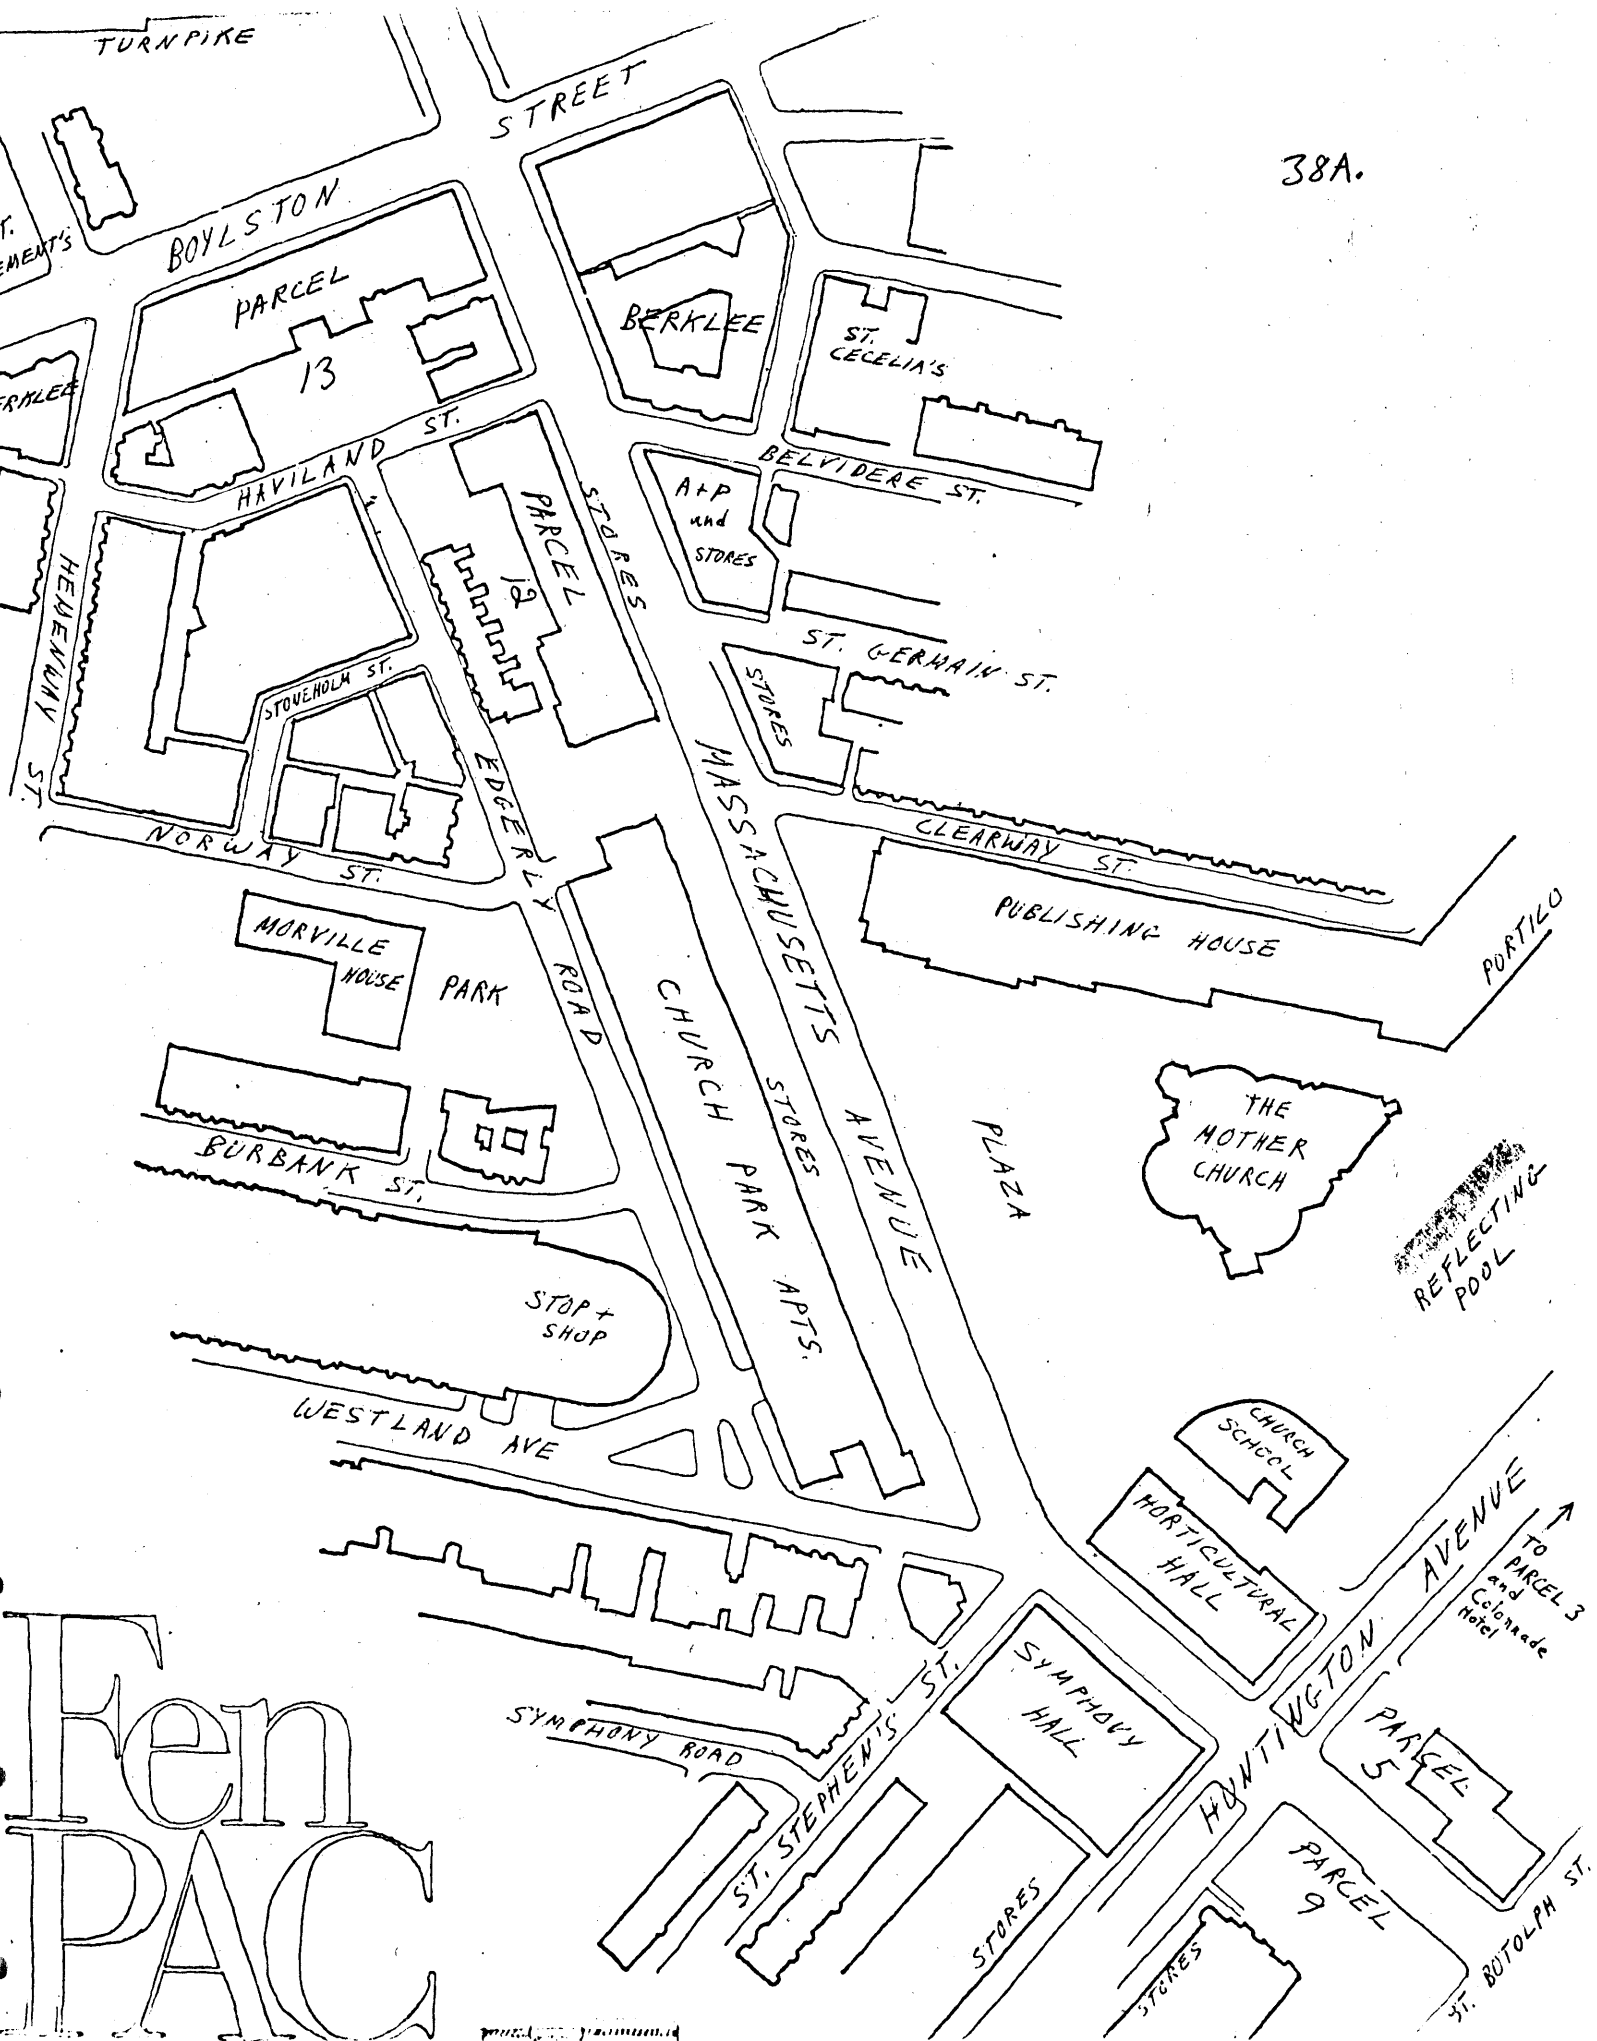 TURNPIKE
STREET
38A.
BOYLSTON
T.
EMENT'S
PARCEL
13
BERKLEE
ST.
CECELIA'S
ERKLEE
HAVILAND ST.
BELVIDERE ST.
A+P
and
STORES
PARCEL
12
STORES
HEMENWAY ST.
ST. GERMAIN ST.
STORES
STONEHOLM ST.
EDGERLY ROAD
MASSACHUSETTS AVENUE
NORWAY ST.
CLEARWAY ST.
PUBLISHING HOUSE
PORTICO
MORVILLE
HOUSE
PARK
CHURCH PARK APTS.
STORES
PLAZA
THE
MOTHER
CHURCH
REFLECTING
POOL
BURBANK ST.
STOP +
SHOP
WESTLAND AVE
CHURCH
SCHOOL
HORTICULTURAL
HALL
HUNTINGTON AVENUE
TO
PARCEL 3
and
Colonnade
Hotel
SYMPHONY
HALL
SYMPHONY ROAD
ST. STEPHEN'S ST.
PARCEL
5
PARCEL
9
STORES
STORES
ST. BOTOLPH ST.
Fen
PAC